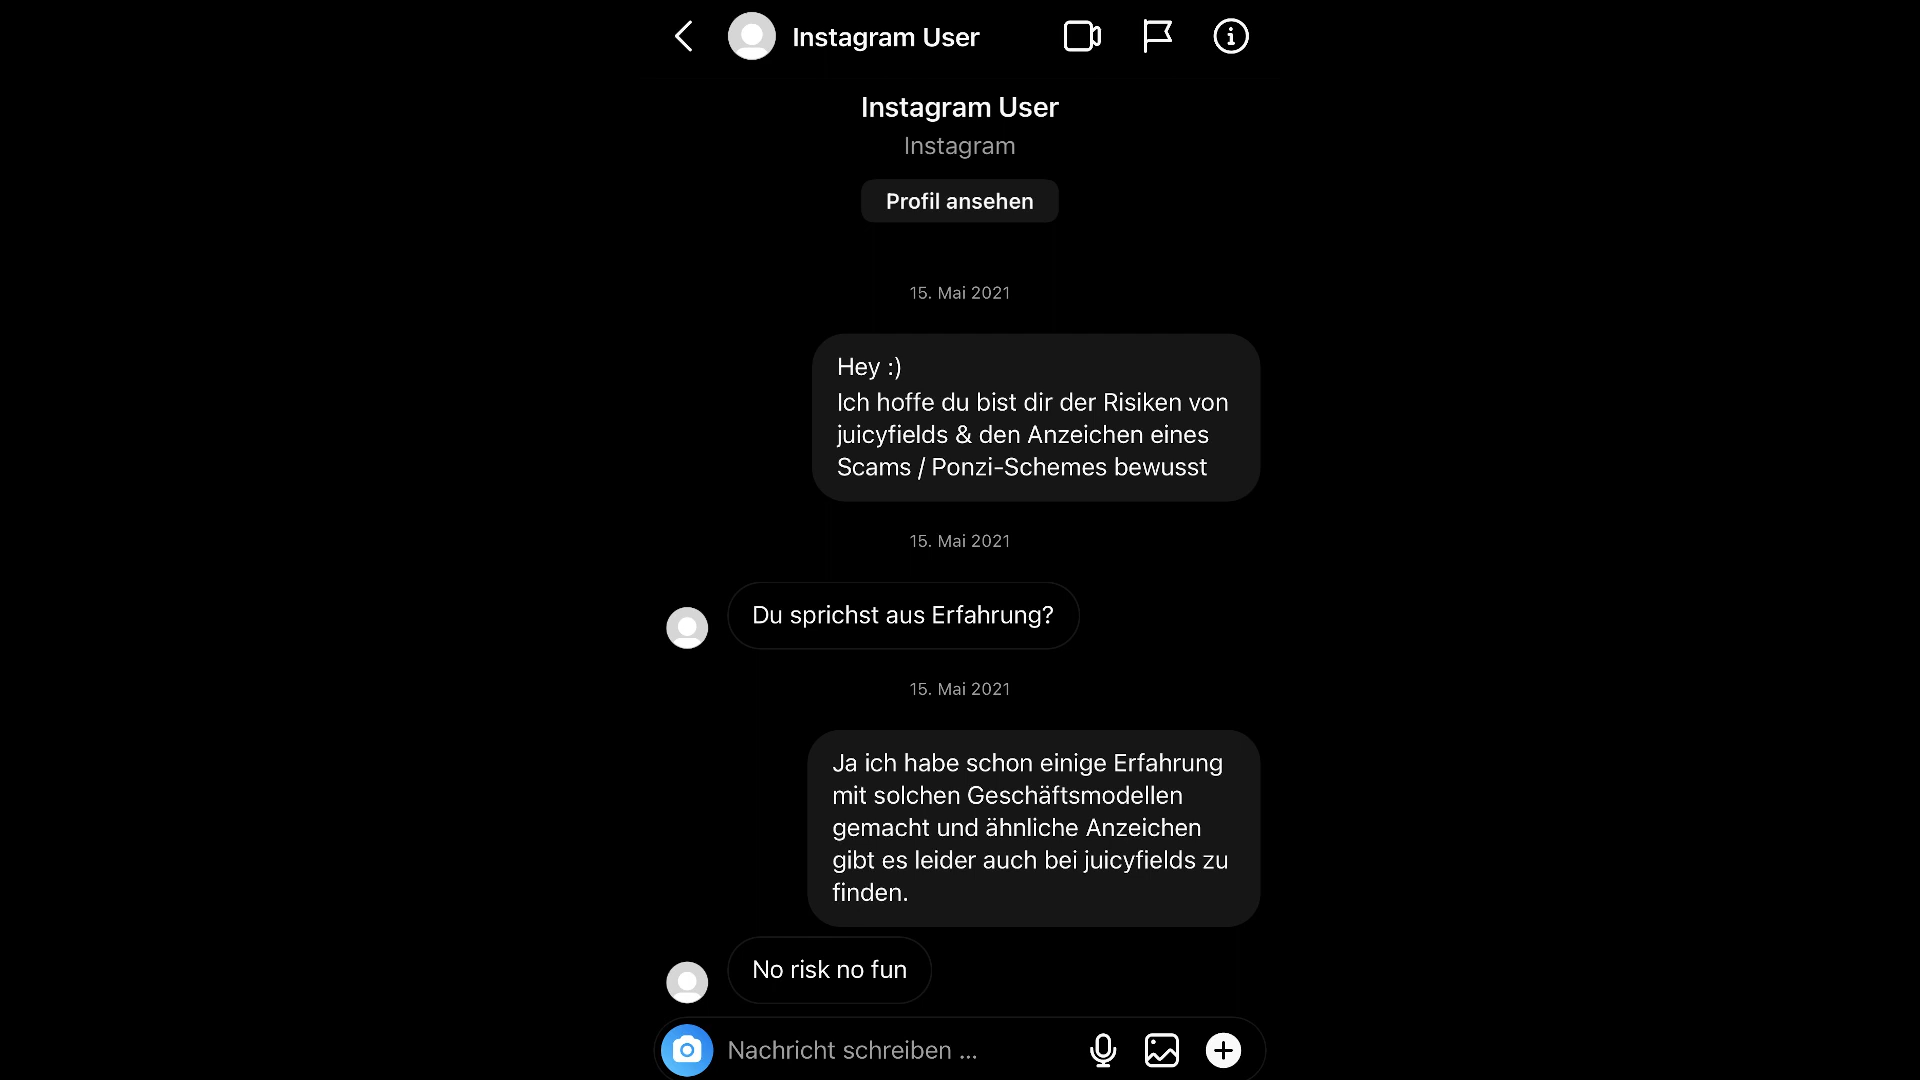 Instagram User
Instagram User
Instagram
Profil ansehen
15. Mai 2021
Hey :)
Ich hoffe du bist dir der Risiken von
juicyfields & den Anzeichen eines
Scams / Ponzi-Schemes bewusst
15. Mai 2021
Du sprichst aus Erfahrung?
15. Mai 2021
Ja ich habe schon einige Erfahrung
mit solchen Geschäftsmodellen
gemacht und ähnliche Anzeichen
gibt es leider auch bei juicyfields zu
finden.
No risk no fun
Nachricht schreiben ...